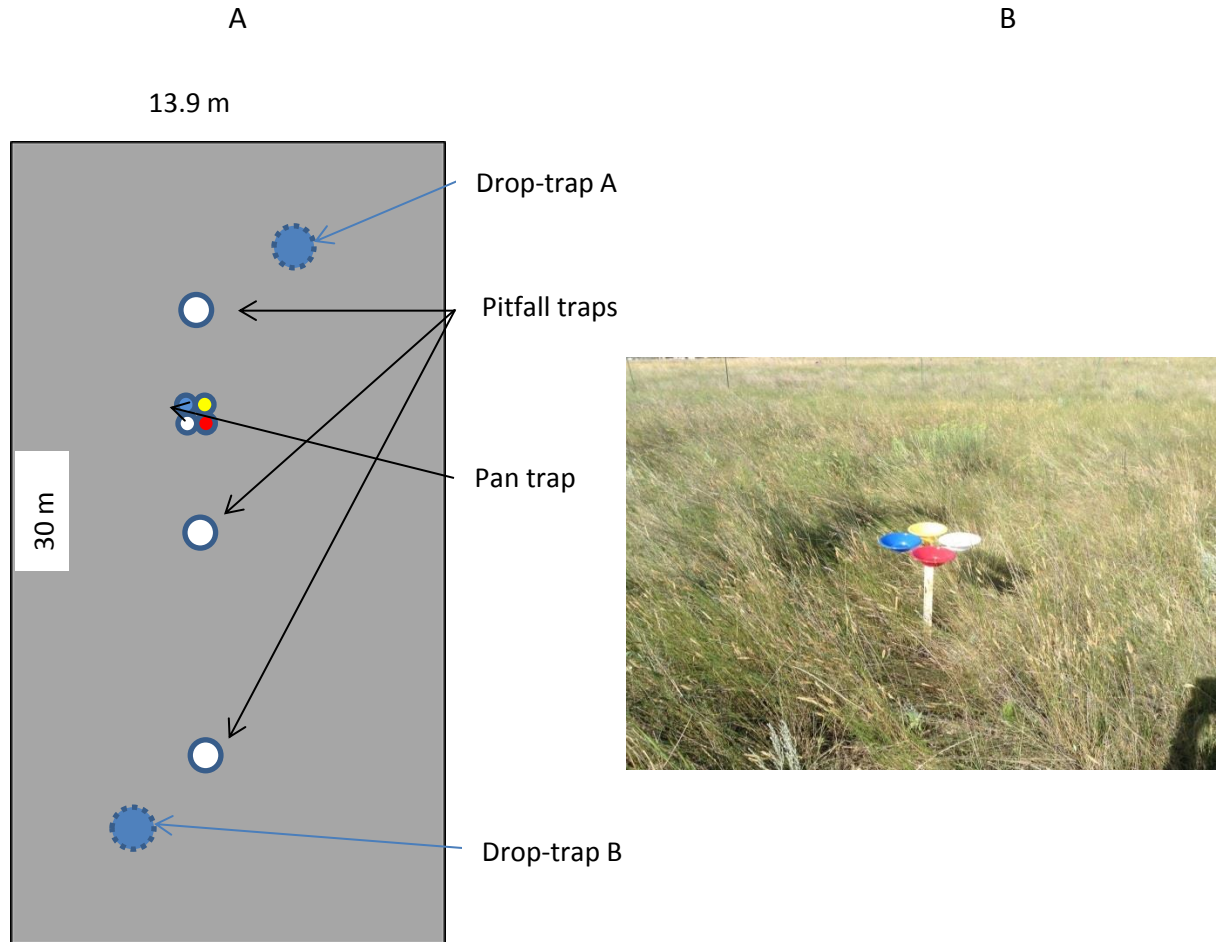 A
B
13.9 m
Drop-trap A
Pitfall traps
Pan trap
30 m
Drop-trap B